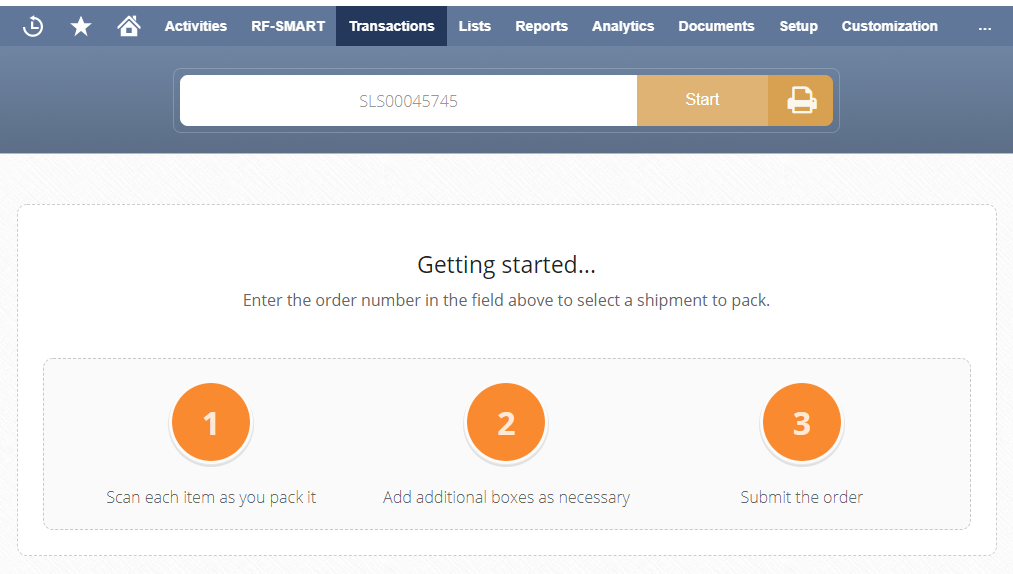 Activities RF-SMART Transactions Lists Reports Analytics Documents Setup Customization ...
SLS00045745 Start
Getting started...
Enter the order number in the field above to select a shipment to pack.
1 2 3
Scan each item as you pack it Add additional boxes as necessary Submit the order